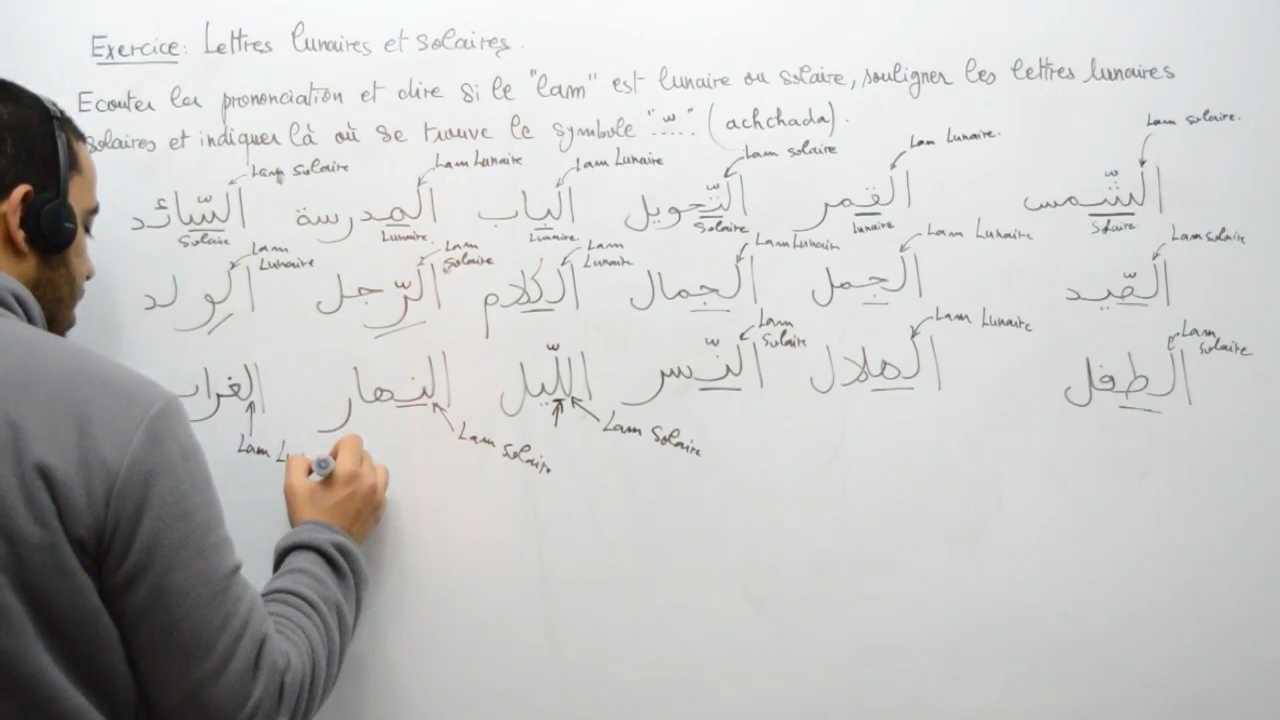 Exercice: Lettres lunaires et solaires.
Ecouter la prononciation et dire si le "lam" est lunaire ou solaire, souligner les lettres lunaires
solaires et indiquer là où se trouve le symbole " ّ ....." (achchada).
Lam solaire. Lam Lunaire. Lam solaire Lam Lunaire Lam Lunaire Lam Solaire
الشّمس القمر التّحويل الباب المدرسة السّائد
Solaire Lunaire Solaire Lunaire. Lunaire. Solaire
Lam solaire Lam Lunaire Lam Lunaire Lam Lunaire Lam Solaire Lam Lunaire
الصّيد الجمل الجمال الكلام الرّجل الولد
Lam Solaire Lam Lunaire Lam Solaire
الطفل الهلال النّسر اللّيل النهار الغراب
Lam Solaire Lam Solaire Lam Lu